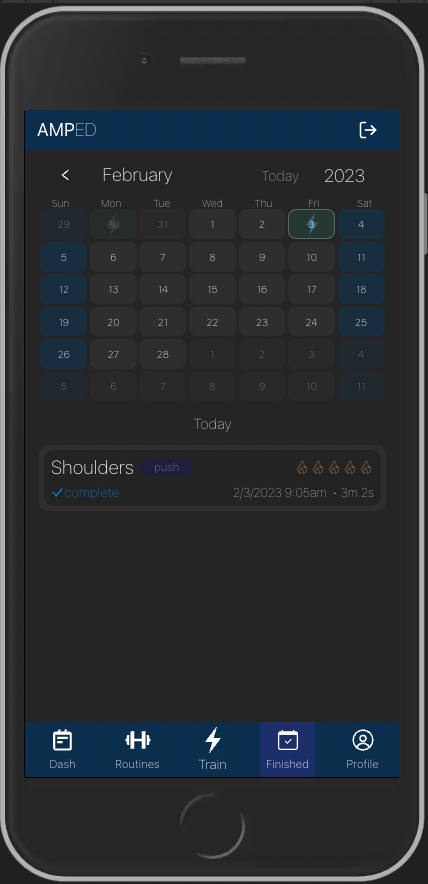 AMPED
February Today 2023
Sun Mon Tue Wed Thu Fri Sat
29 30 31 1 2 3 4
5 6 7 8 9 10 11
12 13 14 15 16 17 18
19 20 21 22 23 24 25
26 27 28 1 2 3 4
5 6 7 8 9 10 11
Today
Shoulders push
complete 2/3/2023 9:05am · 3m 2s
Dash Routines Train Finished Profile